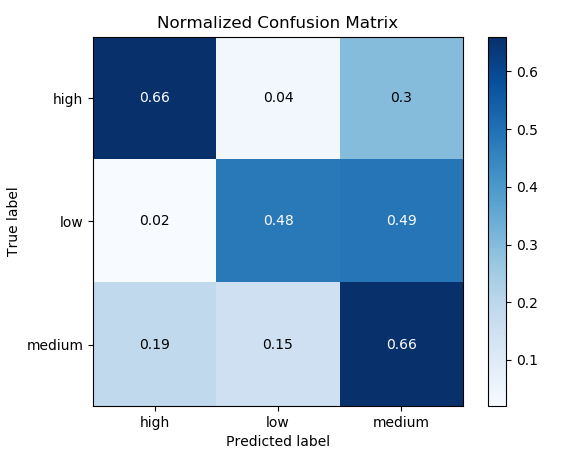 Normalized Confusion Matrix
high 0.66 0.04 0.3
low 0.02 0.48 0.49
medium 0.19 0.15 0.66
high low medium
Predicted label
True label
0.6
0.5
0.4
0.3
0.2
0.1